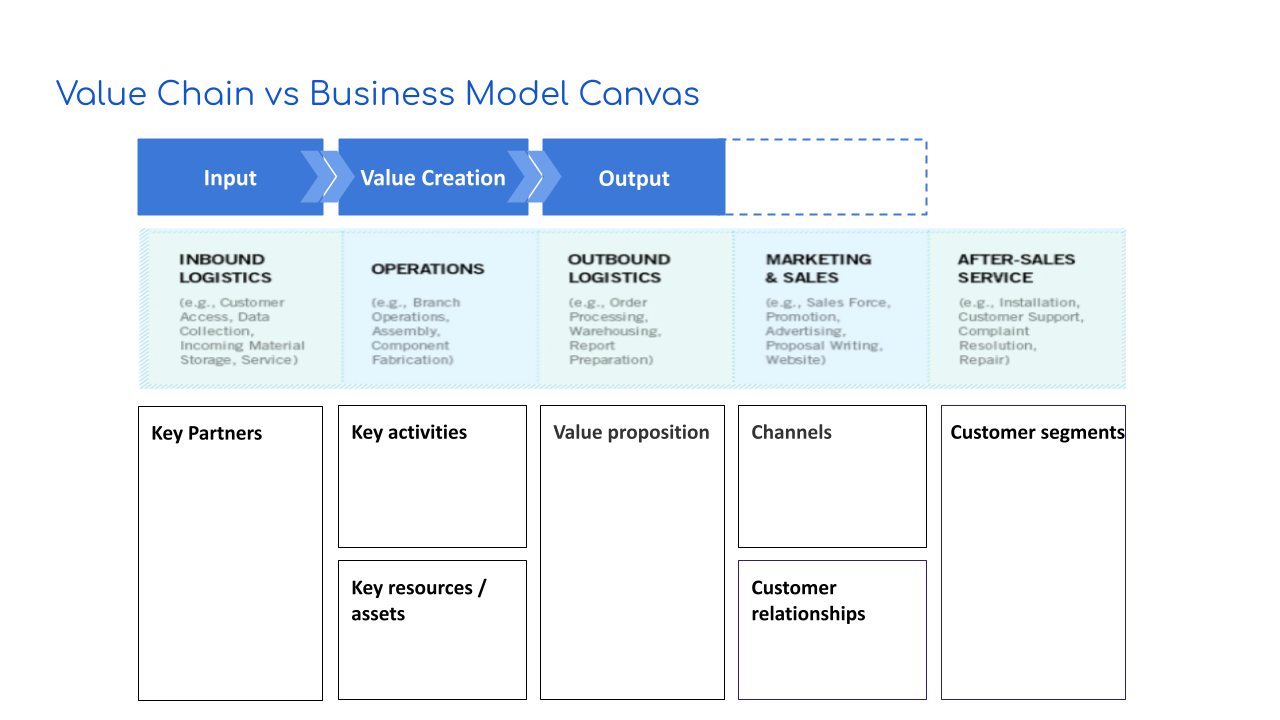 Value Chain vs Business Model Canvas
Input
Value Creation
Output
INBOUND
LOGISTICS
(e.g., Customer
Access, Data
Collection,
Incoming Material
Storage, Service)
OPERATIONS
(e.g., Branch
Operations,
Assembly,
Component
Fabrication)
OUTBOUND
LOGISTICS
(e.g., Order
Processing,
Warehousing,
Report
Preparation)
MARKETING
& SALES
(e.g., Sales Force,
Promotion,
Advertising,
Proposal Writing,
Website)
AFTER-SALES
SERVICE
(e.g., Installation,
Customer Support,
Complaint
Resolution,
Repair)
Key Partners
Key activities
Key resources /
assets
Value proposition
Channels
Customer
relationships
Customer segments